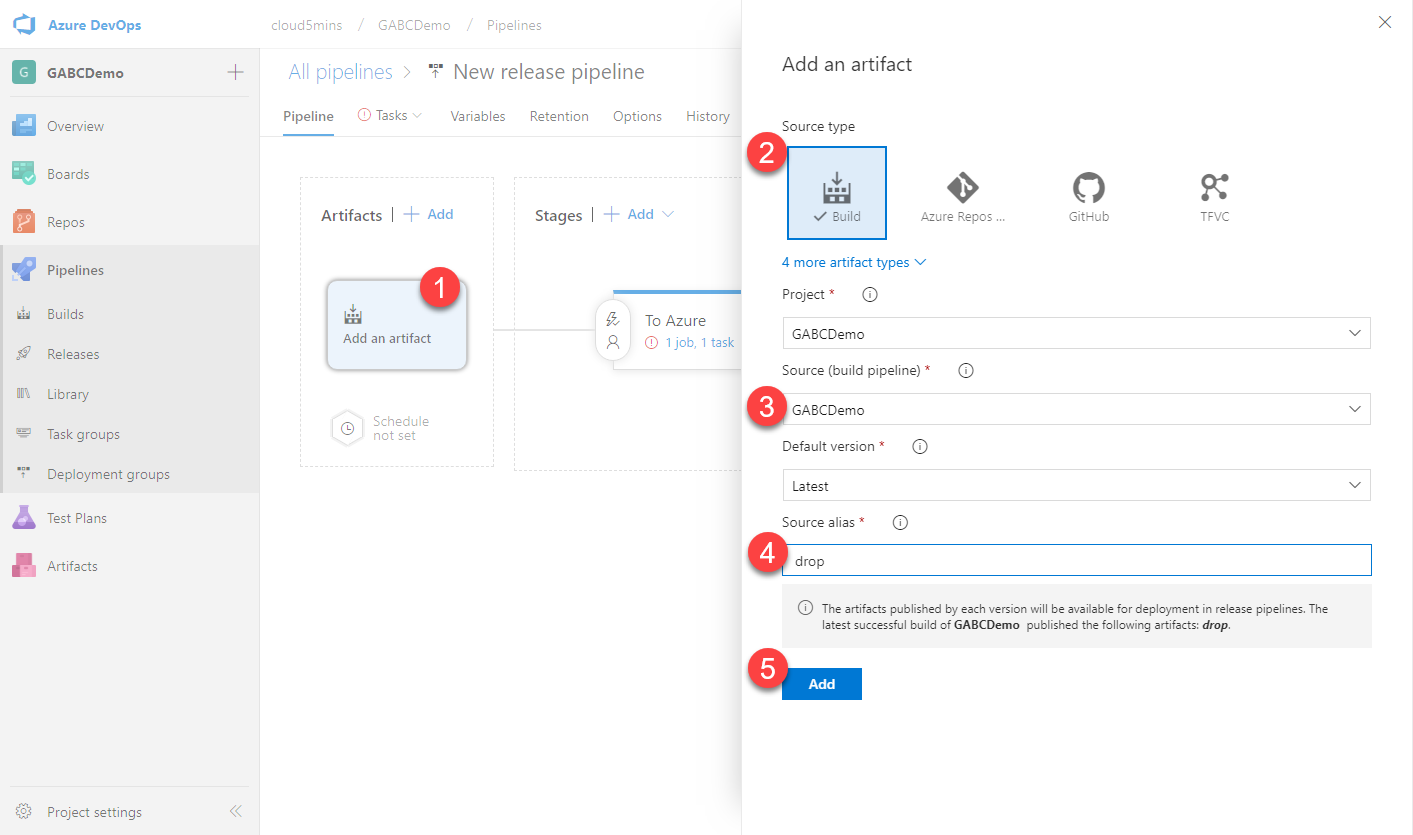 Azure DevOps
cloud5mins / GABCDemo / Pipelines
G GABCDemo
Overview
Boards
Repos
Pipelines
Builds
Releases
Library
Task groups
Deployment groups
Test Plans
Artifacts
Project settings
All pipelines > New release pipeline
Pipeline Tasks Variables Retention Options History
Artifacts | + Add
Stages | + Add
1
Add an artifact
Schedule
not set
To Azure
1 job, 1 task
Add an artifact
Source type
2
Build
Azure Repos ...
GitHub
TFVC
4 more artifact types
Project *
GABCDemo
Source (build pipeline) *
3
GABCDemo
Default version *
Latest
Source alias *
4
drop
The artifacts published by each version will be available for deployment in release pipelines. The
latest successful build of GABCDemo published the following artifacts: drop.
5
Add